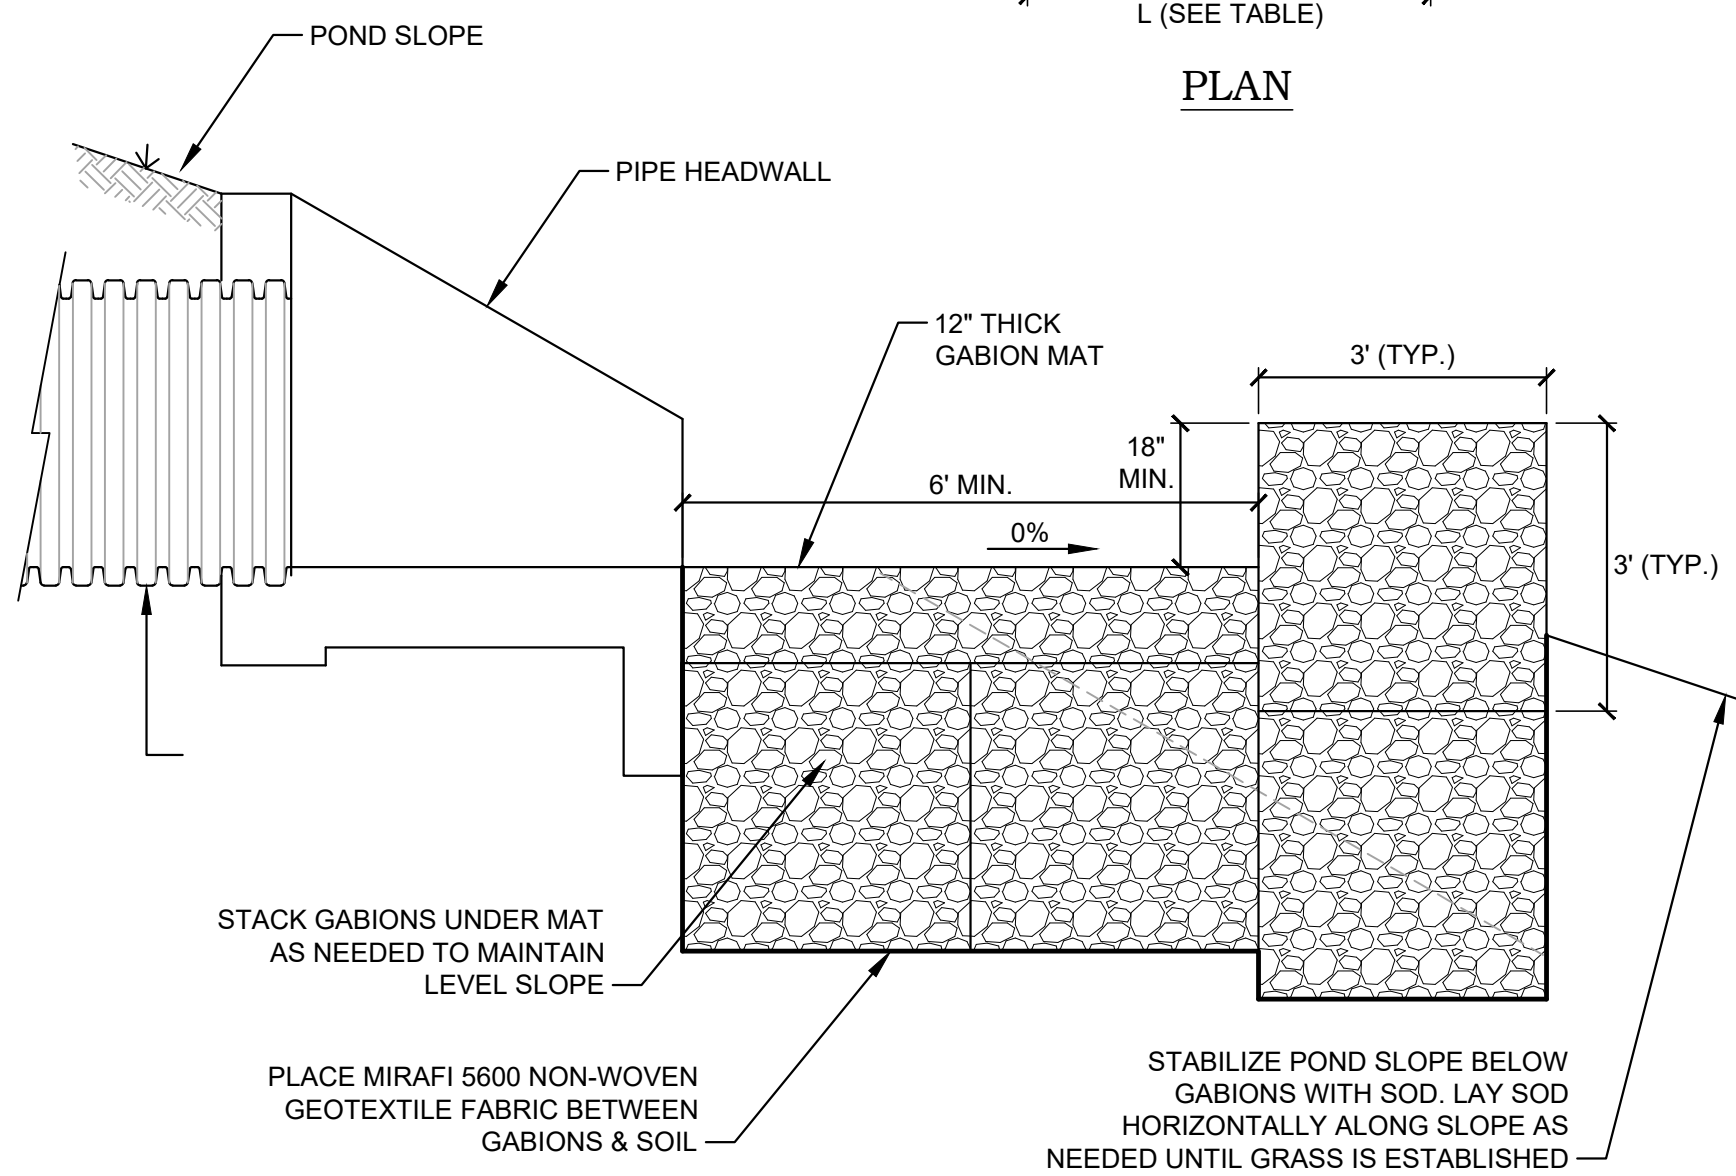 L (SEE TABLE)
PLAN
POND SLOPE
PIPE HEADWALL
12" THICK
GABION MAT
3' (TYP.)
18"
MIN.
6' MIN.
0%
3' (TYP.)
STACK GABIONS UNDER MAT
AS NEEDED TO MAINTAIN
LEVEL SLOPE
PLACE MIRAFI 5600 NON-WOVEN
GEOTEXTILE FABRIC BETWEEN
GABIONS & SOIL
STABILIZE POND SLOPE BELOW
GABIONS WITH SOD. LAY SOD
HORIZONTALLY ALONG SLOPE AS
NEEDED UNTIL GRASS IS ESTABLISHED